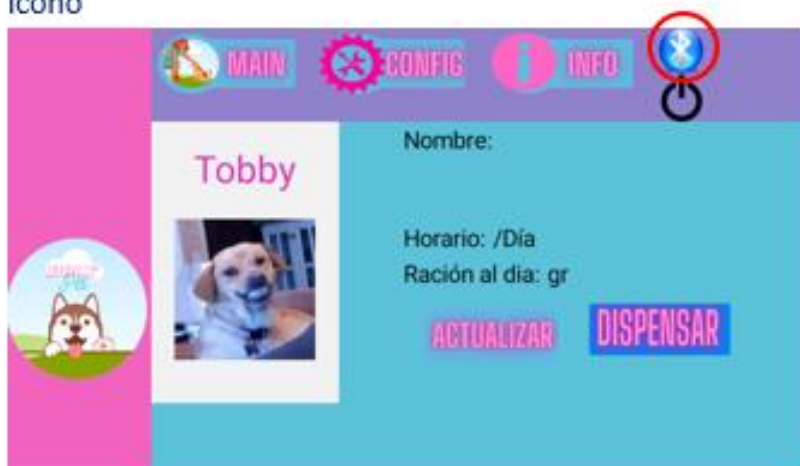 icono
MAIN
CONFIG
INFO
Tobby
Nombre:
Horario: /Día
Ración al dia: gr
ACTUALIZAR
DISPENSAR